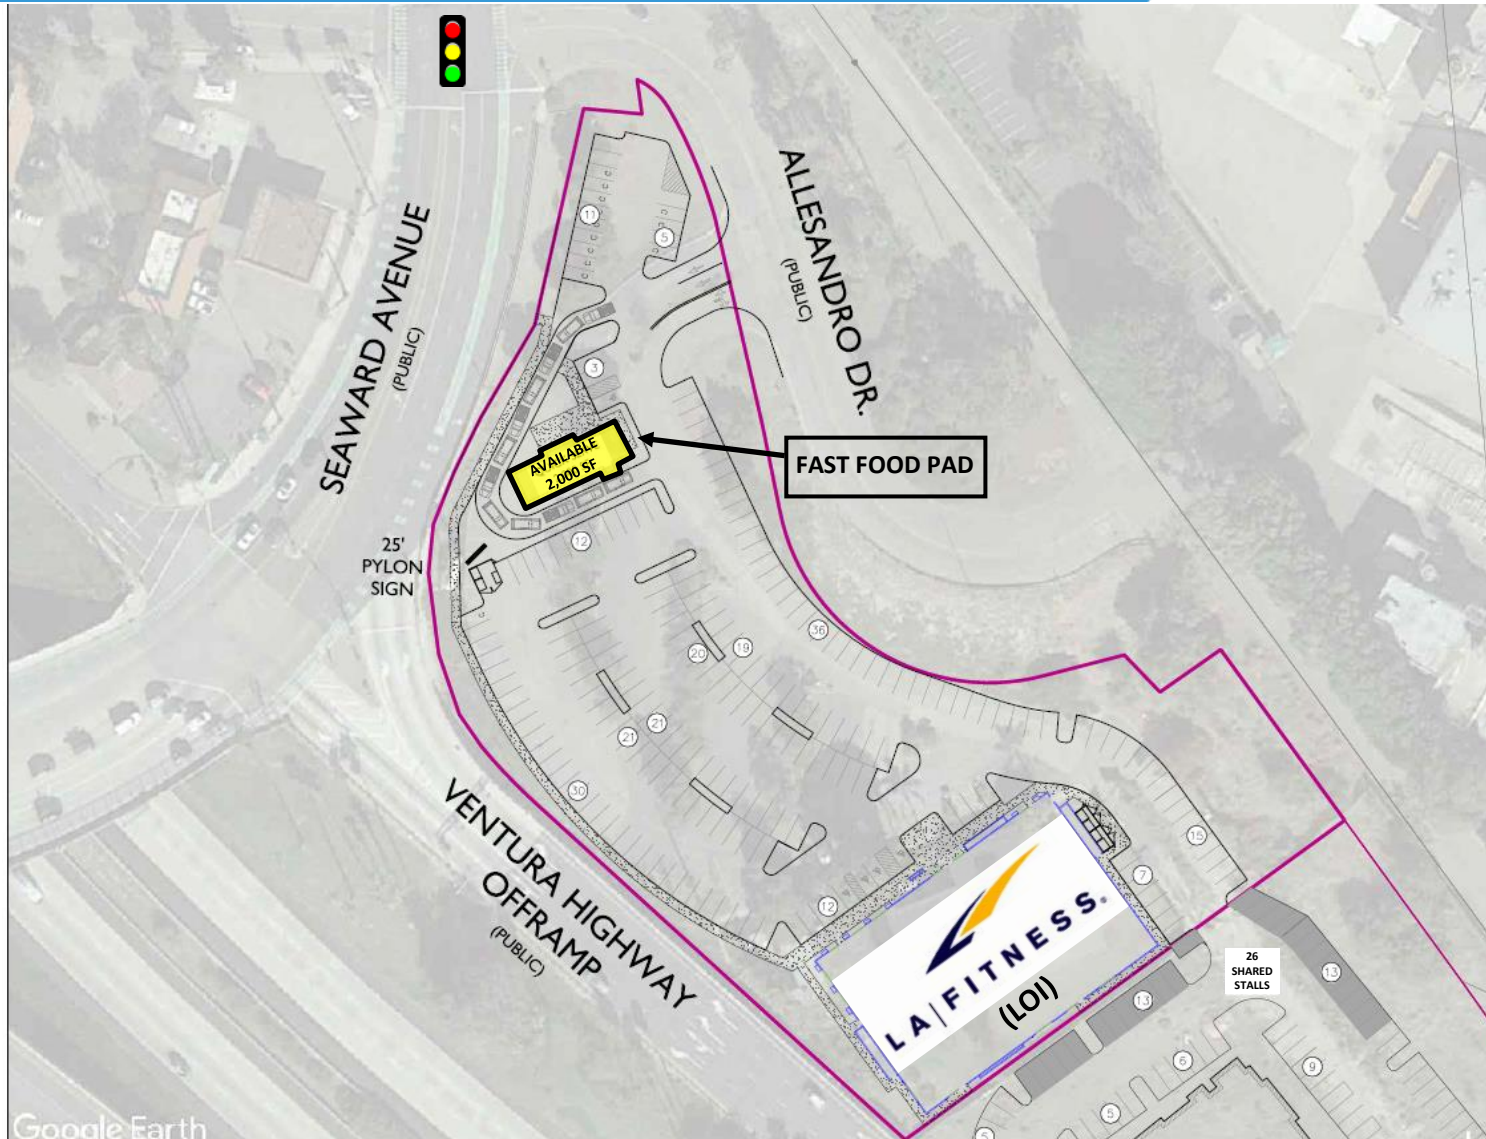 SEAWARD AVENUE
(PUBLIC)
ALLESANDRO DR.
(PUBLIC)
11
5
3
AVAILABLE
2,000 SF
FAST FOOD PAD
12
25'
PYLON
SIGN
36
20
19
21
21
30
VENTURA HIGHWAY
OFFRAMP
(PUBLIC)
12
15
7
LA|FITNESS®
(LOI)
26
SHARED
STALLS
13
13
6
9
5
5
Google Earth